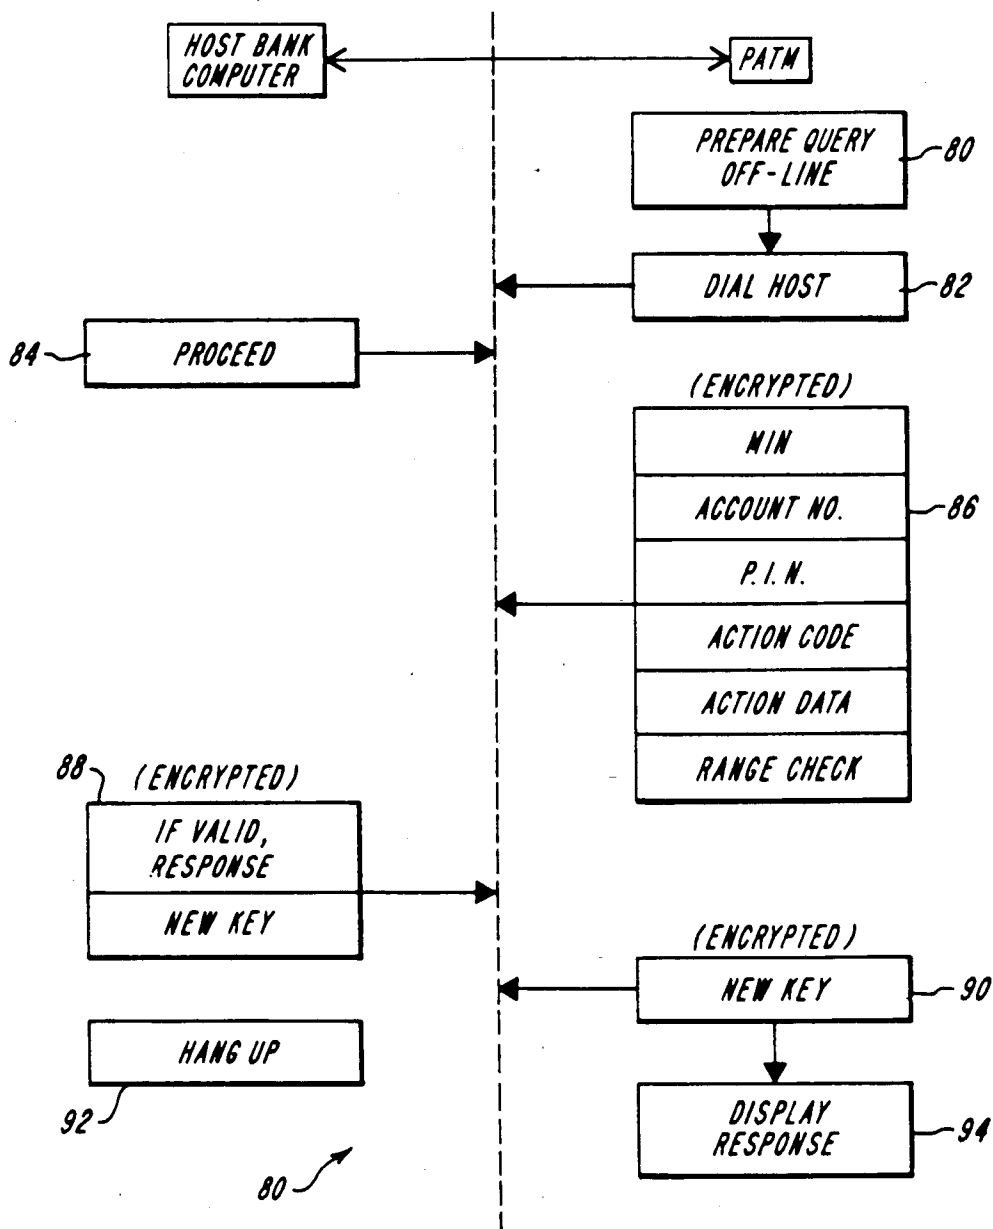 HOST BANK
COMPUTER
PATM
PREPARE QUERY
OFF-LINE
80
DIAL HOST
82
84
PROCEED
(ENCRYPTED)
MIN
ACCOUNT NO.
86
P.I.N.
ACTION CODE
ACTION DATA
RANGE CHECK
88
(ENCRYPTED)
IF VALID,
RESPONSE
NEW KEY
(ENCRYPTED)
NEW KEY
90
HANG UP
92
DISPLAY
RESPONSE
94
80